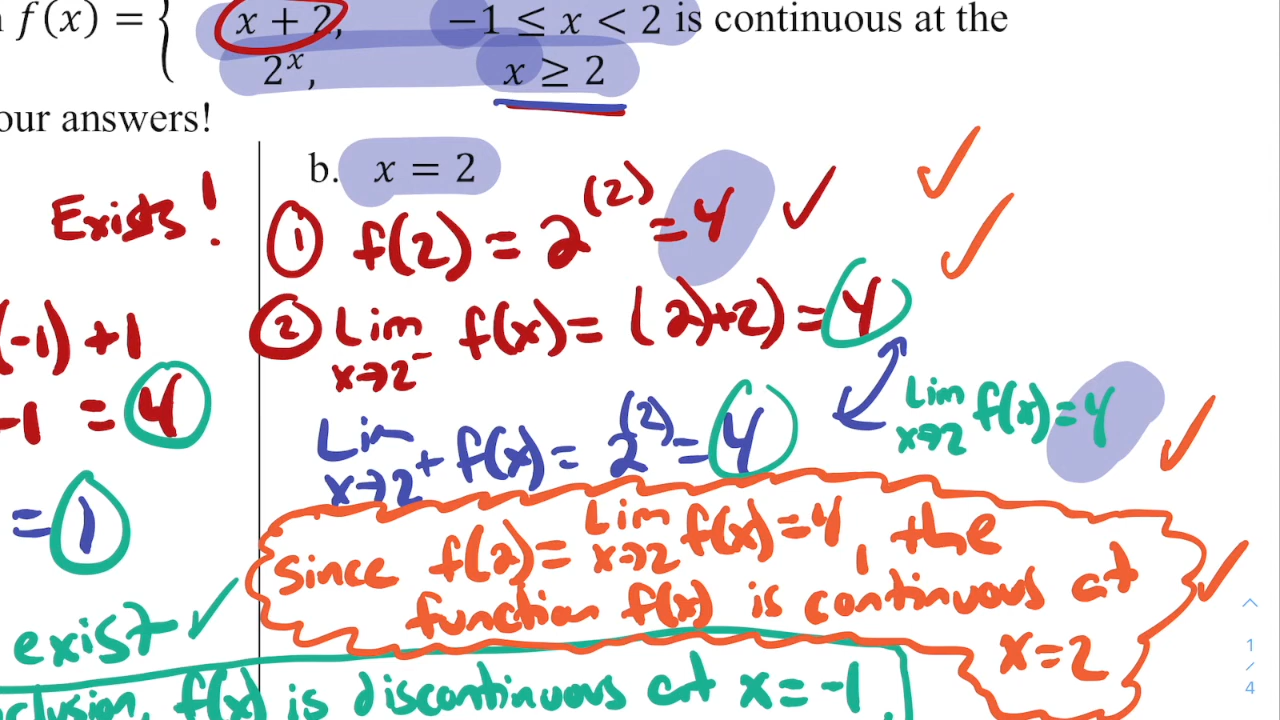 f(x) = { x + 2, −1 ≤ x < 2 is continuous at the
2ˣ, x ≥ 2
our answers!
b. x = 2
Exists!
① f(2) = 2⁽²⁾ = 4 ✓ ✓
✓
② Lim x→2⁻ f(x) = (2)+2) = 4
(-1) +1
-1 = 4
Lim x→2⁺ f(x) = 2⁽²⁾ = 4
Lim x→2 f(x) = 4 ✓
= 1
Since f(2) = Lim x→2 f(x) = 4, the
function f(x) is continuous at
x=2 ✓
exist ✓
f(x) is discontinuous at x = -1.
1
/
4